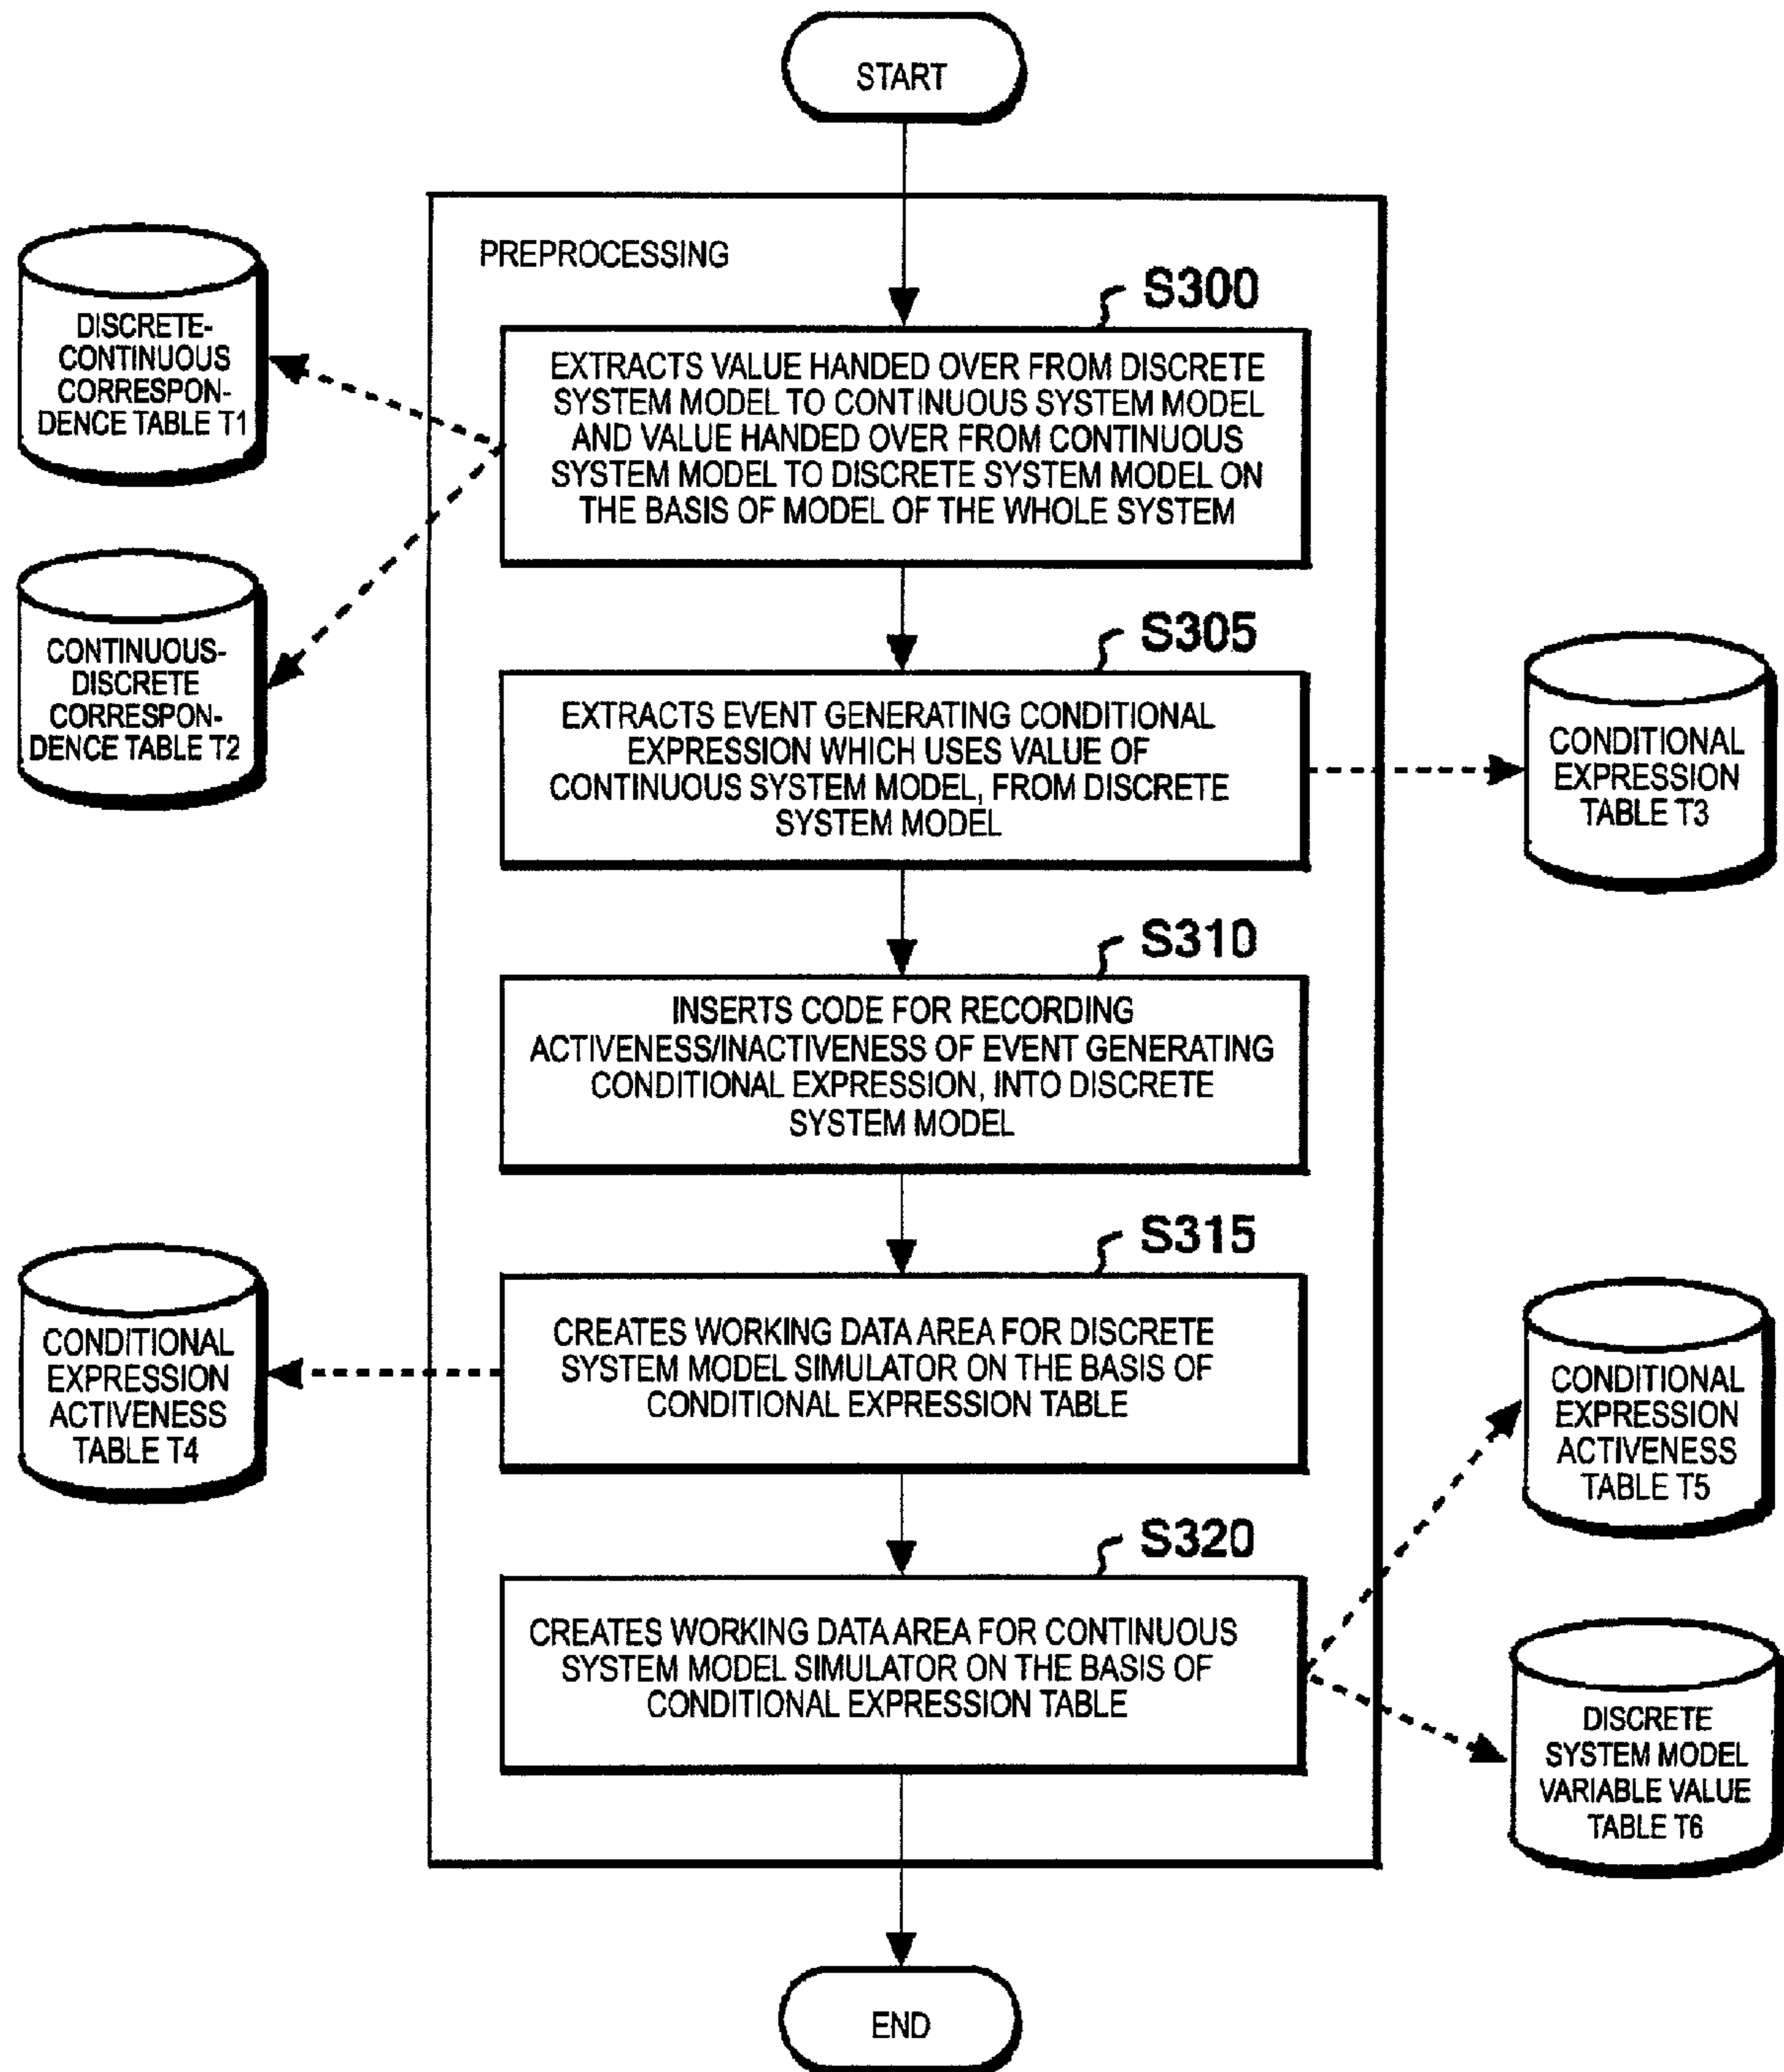 START
PREPROCESSING
S300
EXTRACTS VALUE HANDED OVER FROM DISCRETE
SYSTEM MODEL TO CONTINUOUS SYSTEM MODEL
AND VALUE HANDED OVER FROM CONTINUOUS
SYSTEM MODEL TO DISCRETE SYSTEM MODEL ON
THE BASIS OF MODEL OF THE WHOLE SYSTEM
DISCRETE-
CONTINUOUS
CORRESPON-
DENCE TABLE T1
CONTINUOUS-
DISCRETE
CORRESPON-
DENCE TABLE T2
S305
EXTRACTS EVENT GENERATING CONDITIONAL
EXPRESSION WHICH USES VALUE OF
CONTINUOUS SYSTEM MODEL, FROM DISCRETE
SYSTEM MODEL
CONDITIONAL
EXPRESSION
TABLE T3
S310
INSERTS CODE FOR RECORDING
ACTIVENESS/INACTIVENESS OF EVENT GENERATING
CONDITIONAL EXPRESSION, INTO DISCRETE
SYSTEM MODEL
S315
CREATES WORKING DATA AREA FOR DISCRETE
SYSTEM MODEL SIMULATOR ON THE BASIS OF
CONDITIONAL EXPRESSION TABLE
CONDITIONAL
EXPRESSION
ACTIVENESS
TABLE T4
S320
CREATES WORKING DATA AREA FOR CONTINUOUS
SYSTEM MODEL SIMULATOR ON THE BASIS OF
CONDITIONAL EXPRESSION TABLE
CONDITIONAL
EXPRESSION
ACTIVENESS
TABLE T5
DISCRETE
SYSTEM MODEL
VARIABLE VALUE
TABLE T6
END